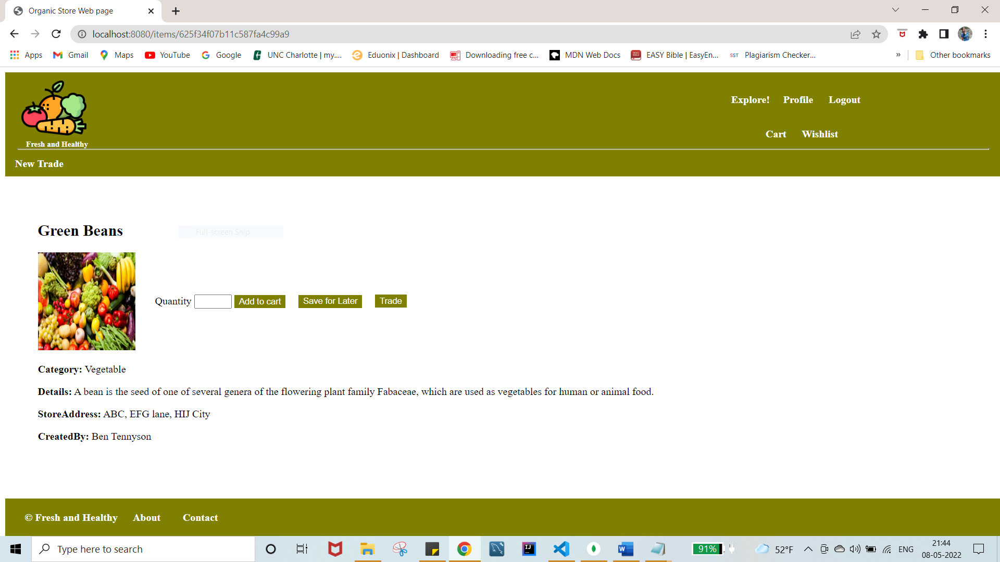 Organic Store Web page
localhost:8080/items/625f34f07b11c587fa4c99a9
Apps Gmail Maps YouTube Google UNC Charlotte | my.... Eduonix | Dashboard Downloading free c... MDN Web Docs EASY Bible | EasyEn... SST Plagiarism Checker... » Other bookmarks
Explore! Profile Logout
Cart Wishlist
Fresh and Healthy
New Trade
Green Beans
Full-screen Snip
Quantity Add to cart Save for Later Trade
Category: Vegetable
Details: A bean is the seed of one of several genera of the flowering plant family Fabaceae, which are used as vegetables for human or animal food.
StoreAddress: ABC, EFG lane, HIJ City
CreatedBy: Ben Tennyson
© Fresh and Healthy About Contact
Type here to search
91% 52°F ENG
21:44
08-05-2022